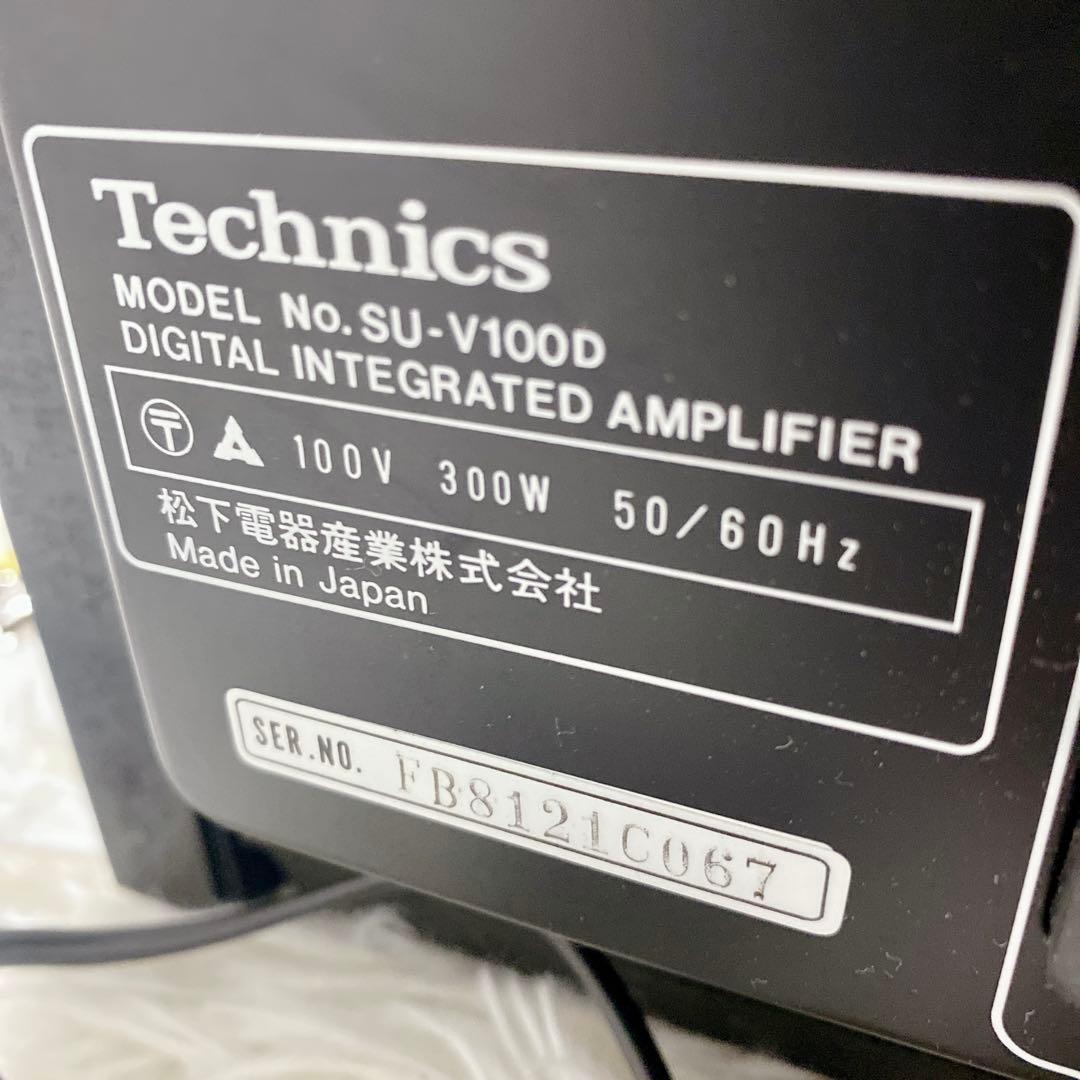 Technics
MODEL No. SU-V100D
DIGITAL INTEGRATED AMPLIFIER
〒 100V 300W 50/60Hz
松下電器産業株式会社
Made in Japan
SER.NO. FB8121C067